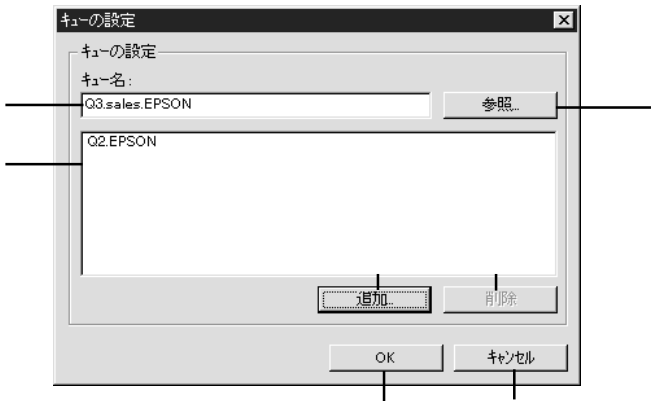 キューの設定
キューの設定
キュー名:
Q3.sales.EPSON
参照...
Q2.EPSON
追加...
削除
OK
キャンセル